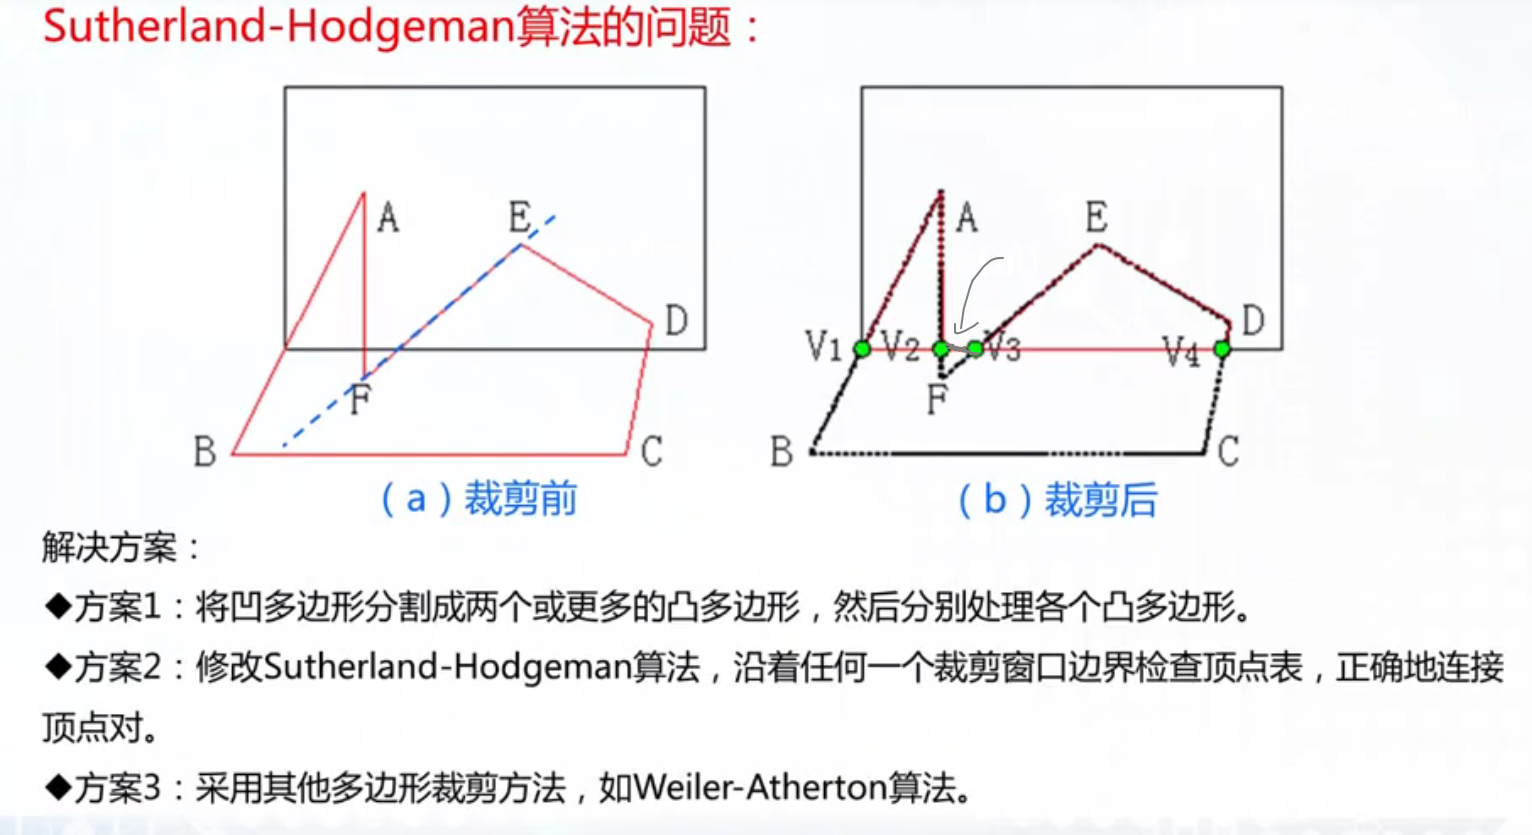 Sutherland-Hodgeman算法的问题：
A
E
D
F
B
C
A
E
D
V1
V2
V3
V4
F
B
C
（a）裁剪前
（b）裁剪后
解决方案：
◆方案1：将凹多边形分割成两个或更多的凸多边形，然后分别处理各个凸多边形。
◆方案2：修改Sutherland-Hodgeman算法，沿着任何一个裁剪窗口边界检查顶点表，正确地连接
顶点对。
◆方案3：采用其他多边形裁剪方法，如Weiler-Atherton算法。